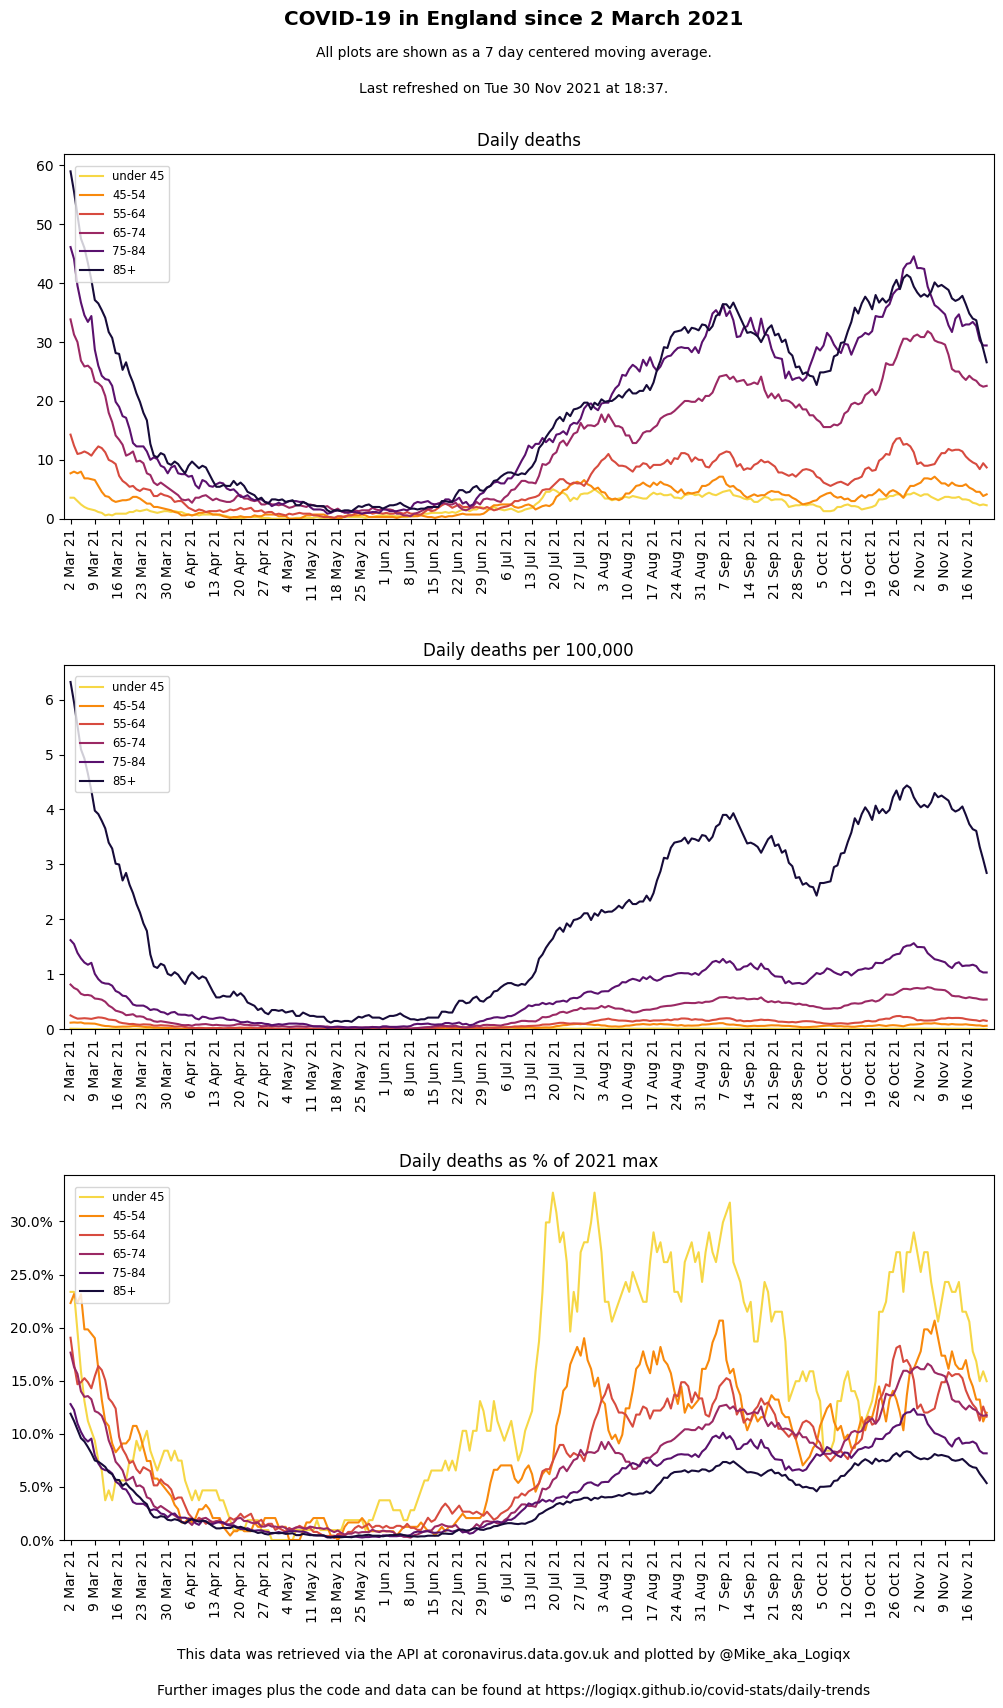 COVID-19 in England since 2 March 2021
All plots are shown as a 7 day centered moving average.
Last refreshed on Tue 30 Nov 2021 at 18:37.
Daily deaths
60
50
40
30
20
10
0
under 45
45-54
55-64
65-74
75-84
85+
2 Mar 21
9 Mar 21
16 Mar 21
23 Mar 21
30 Mar 21
6 Apr 21
13 Apr 21
20 Apr 21
27 Apr 21
4 May 21
11 May 21
18 May 21
25 May 21
1 Jun 21
8 Jun 21
15 Jun 21
22 Jun 21
29 Jun 21
6 Jul 21
13 Jul 21
20 Jul 21
27 Jul 21
3 Aug 21
10 Aug 21
17 Aug 21
24 Aug 21
31 Aug 21
7 Sep 21
14 Sep 21
21 Sep 21
28 Sep 21
5 Oct 21
12 Oct 21
19 Oct 21
26 Oct 21
2 Nov 21
9 Nov 21
16 Nov 21
Daily deaths per 100,000
6
5
4
3
2
1
0
under 45
45-54
55-64
65-74
75-84
85+
2 Mar 21
9 Mar 21
16 Mar 21
23 Mar 21
30 Mar 21
6 Apr 21
13 Apr 21
20 Apr 21
27 Apr 21
4 May 21
11 May 21
18 May 21
25 May 21
1 Jun 21
8 Jun 21
15 Jun 21
22 Jun 21
29 Jun 21
6 Jul 21
13 Jul 21
20 Jul 21
27 Jul 21
3 Aug 21
10 Aug 21
17 Aug 21
24 Aug 21
31 Aug 21
7 Sep 21
14 Sep 21
21 Sep 21
28 Sep 21
5 Oct 21
12 Oct 21
19 Oct 21
26 Oct 21
2 Nov 21
9 Nov 21
16 Nov 21
Daily deaths as % of 2021 max
30.0%
25.0%
20.0%
15.0%
10.0%
5.0%
0.0%
under 45
45-54
55-64
65-74
75-84
85+
2 Mar 21
9 Mar 21
16 Mar 21
23 Mar 21
30 Mar 21
6 Apr 21
13 Apr 21
20 Apr 21
27 Apr 21
4 May 21
11 May 21
18 May 21
25 May 21
1 Jun 21
8 Jun 21
15 Jun 21
22 Jun 21
29 Jun 21
6 Jul 21
13 Jul 21
20 Jul 21
27 Jul 21
3 Aug 21
10 Aug 21
17 Aug 21
24 Aug 21
31 Aug 21
7 Sep 21
14 Sep 21
21 Sep 21
28 Sep 21
5 Oct 21
12 Oct 21
19 Oct 21
26 Oct 21
2 Nov 21
9 Nov 21
16 Nov 21
This data was retrieved via the API at coronavirus.data.gov.uk and plotted by @Mike_aka_Logiqx
Further images plus the code and data can be found at https://logiqx.github.io/covid-stats/daily-trends